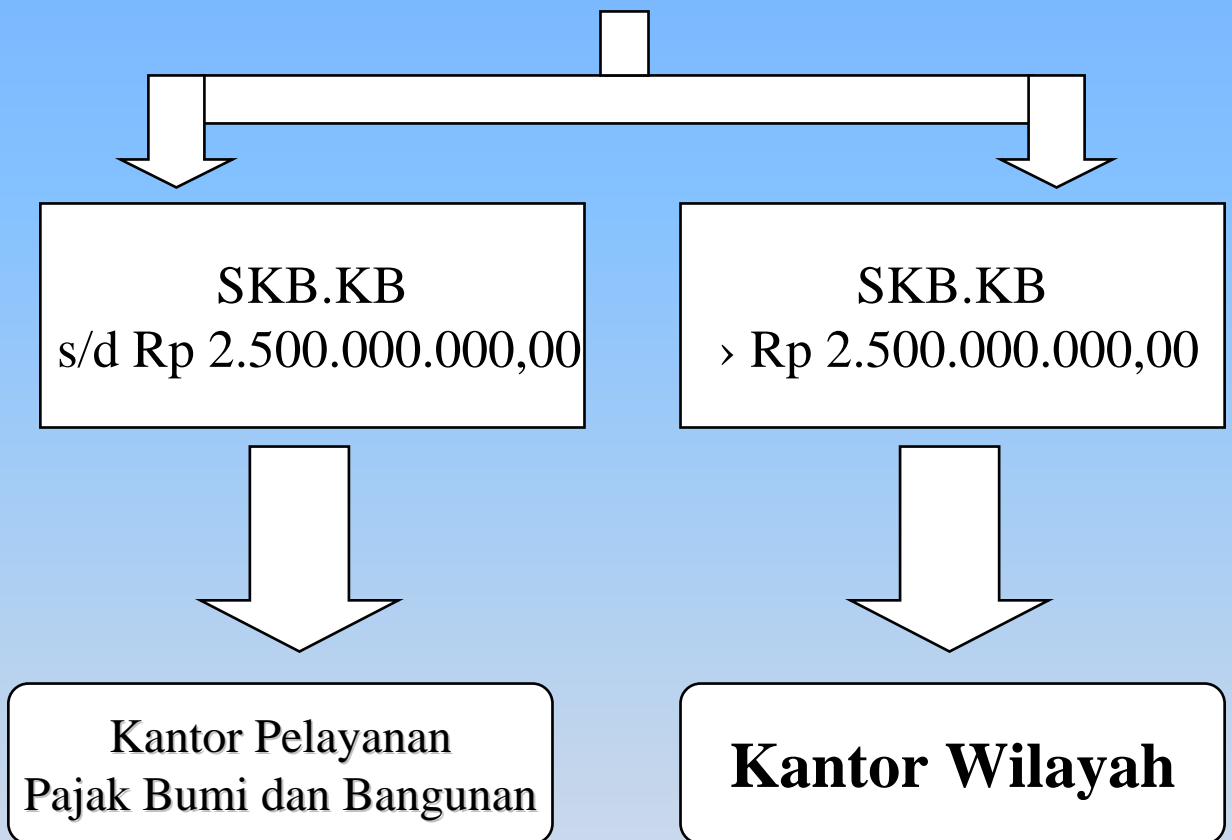 SKB.KB
s/d Rp 2.500.000.000,00
SKB.KB
› Rp 2.500.000.000,00
Kantor Pelayanan
Pajak Bumi dan Bangunan
Kantor Wilayah